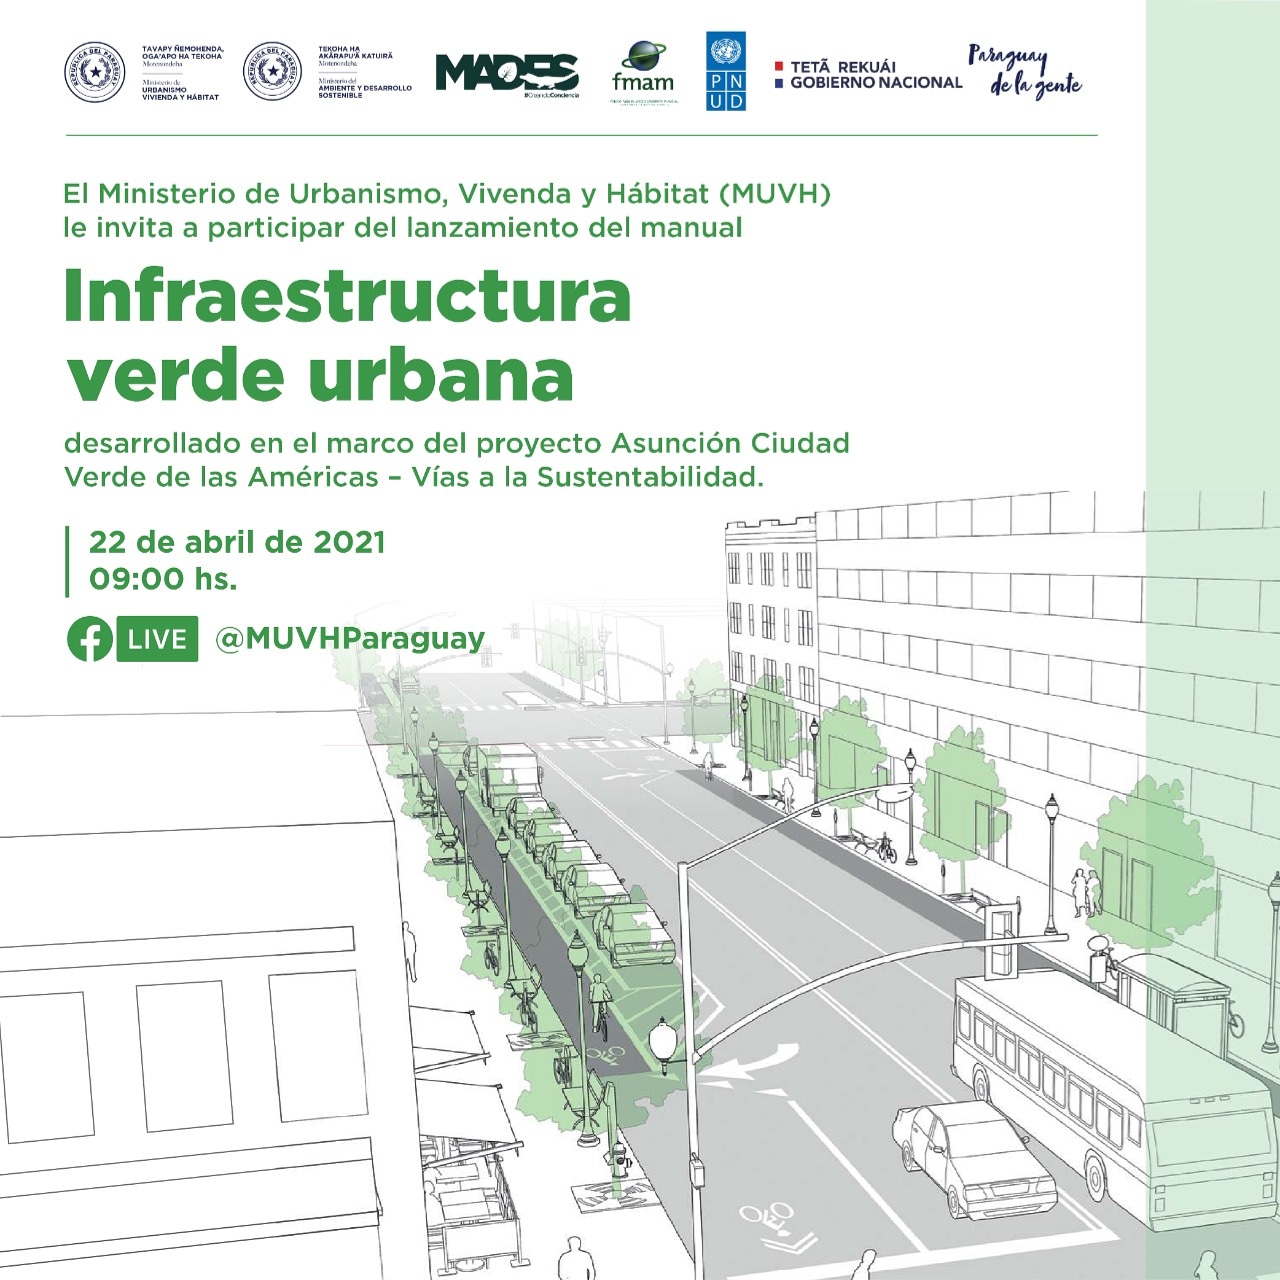 TAVAPY ÑEMOHENDA,
OGA'APO HA TEKOHA
Motenondeha
Ministerio de
URBANISMO
VIVIENDA Y HÁBITAT
TEKOHA HA
AKÃRAPU'Ã KATUIRÃ
Motenondeha
Ministerio del
AMBIENTE Y DESARROLLO
SOSTENIBLE
MADES
#CreandoConciencia
fmam
PNUD
TETÃ REKUÁI
GOBIERNO NACIONAL
Paraguay
de la gente
El Ministerio de Urbanismo, Vivenda y Hábitat (MUVH)
le invita a participar del lanzamiento del manual
Infraestructura
verde urbana
desarrollado en el marco del proyecto Asunción Ciudad
Verde de las Américas – Vías a la Sustentabilidad.
22 de abril de 2021
09:00 hs.
LIVE @MUVHParaguay